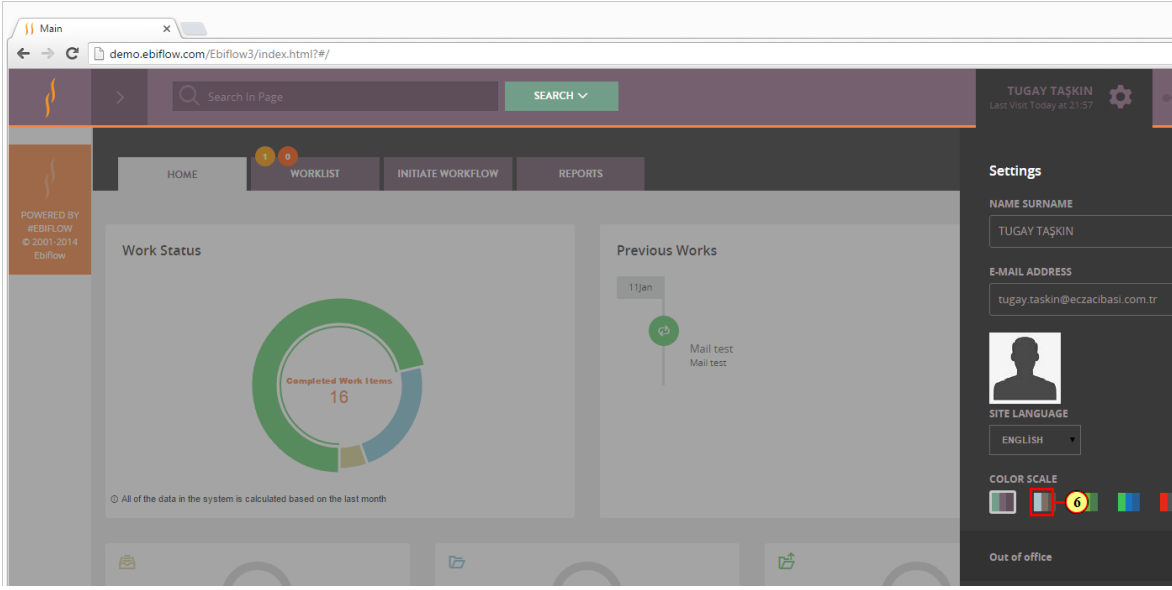 Main
demo.ebiflow.com/Ebiflow3/index.html?#/
Search In Page
SEARCH
TUGAY TAŞKIN
Last Visit Today at 21:57
POWERED BY
#EBIFLOW
© 2001-2014
Ebiflow
HOME
1
0
WORKLIST
INITIATE WORKFLOW
REPORTS
Work Status
Completed Work Items
16
All of the data in the system is calculated based on the last month
Previous Works
11Jan
Mail test
Mail test
Settings
NAME SURNAME
TUGAY TAŞKIN
E-MAIL ADDRESS
tugay.taskin@eczacibasi.com.tr
SITE LANGUAGE
ENGLİSH
COLOR SCALE
6
Out of office